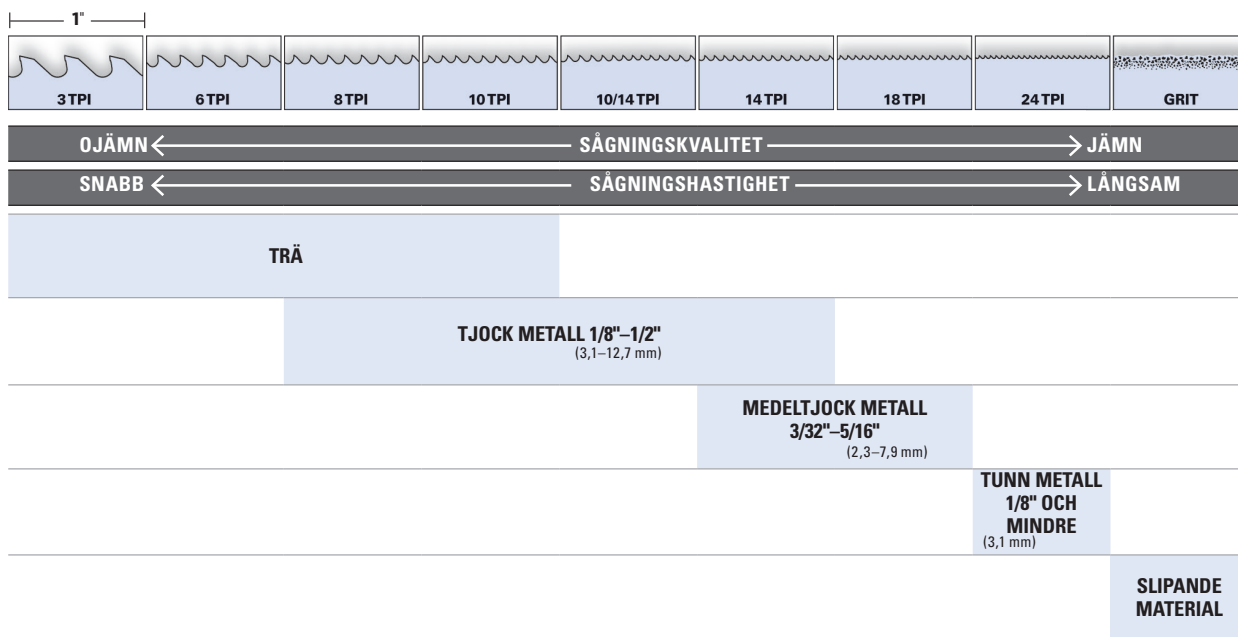 1"
3 TPI 6 TPI 8 TPI 10 TPI 10/14 TPI 14 TPI 18 TPI 24 TPI GRIT
OJÄMN SÅGNINGSKVALITET JÄMN
SNABB SÅGNINGSHASTIGHET LÅNGSAM
TRÄ
TJOCK METALL 1/8"–1/2"
(3,1–12,7 mm)
MEDELTJOCK METALL
3/32"–5/16"
(2,3–7,9 mm)
TUNN METALL
1/8" OCH
MINDRE
(3,1 mm)
SLIPANDE
MATERIAL